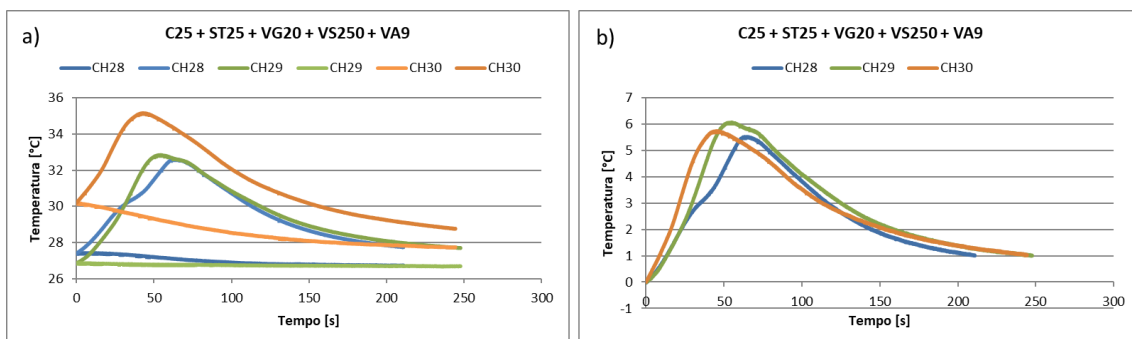 a)
C25 + ST25 + VG20 + VS250 + VA9
CH28 CH28 CH29 CH29 CH30 CH30
Temperatura [°C]
36
34
32
30
28
26
0 50 100 150 200 250 300
Tempo [s]
b)
C25 + ST25 + VG20 + VS250 + VA9
CH28 CH29 CH30
Temperatura [°C]
7
6
5
4
3
2
1
0
-1
0 50 100 150 200 250 300
Tempo [s]